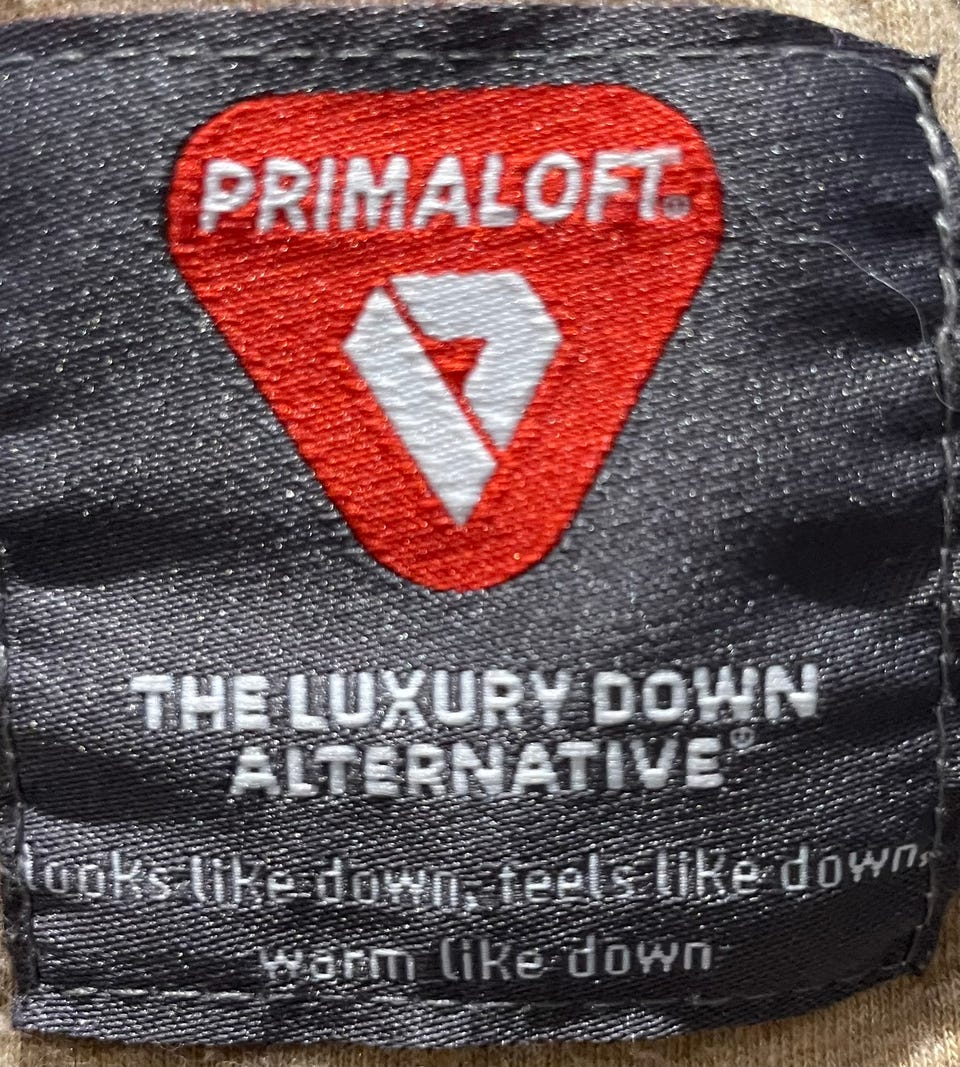 PRIMALOFT®
THE LUXURY DOWN
ALTERNATIVE®
looks like down, feels like down,
warm like down